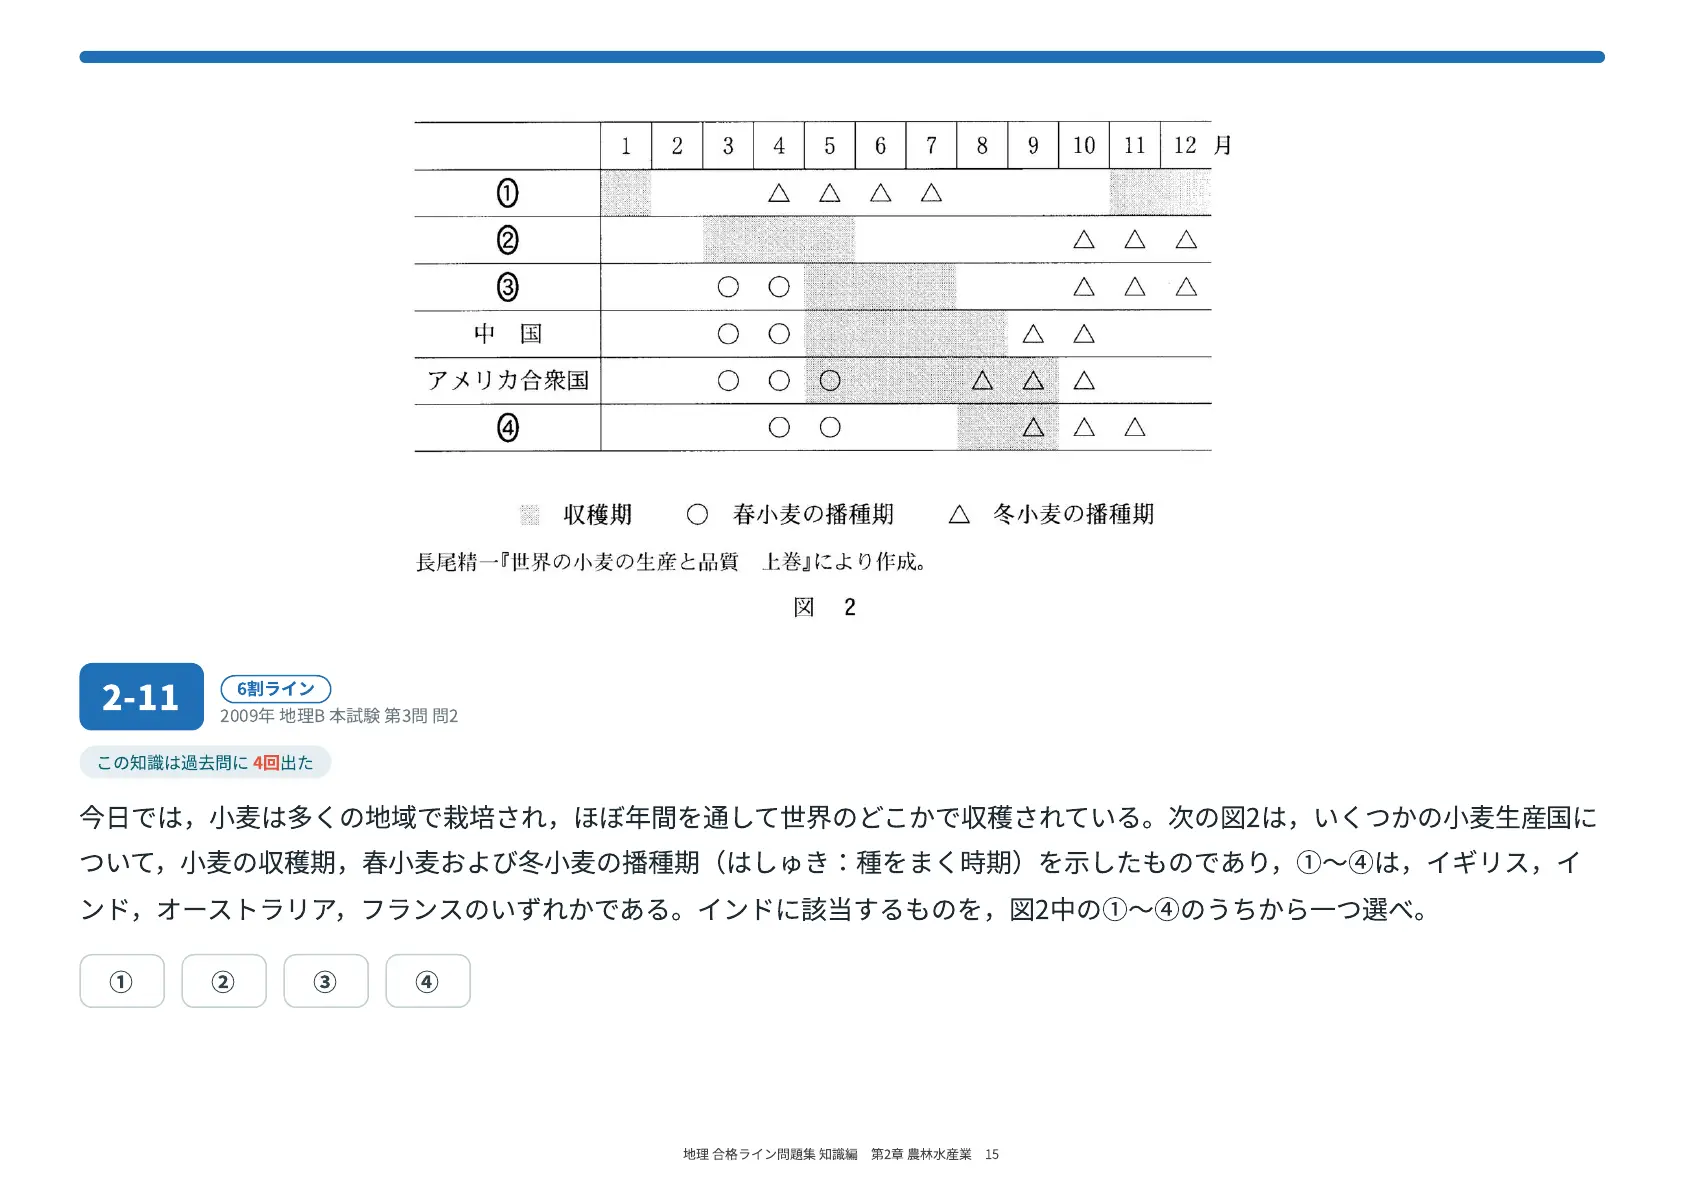 1 2 3 4 5 6 7 8 9 10 11 12 月
① △ △ △ △
② △ △ △
③ ○ ○ △ △ △
中　国 ○ ○ △ △
アメリカ合衆国 ○ ○ ○ △ △ △
④ ○ ○ △ △ △
収穫期　○　春小麦の播種期　△　冬小麦の播種期
長尾精一『世界の小麦の生産と品質　上巻』により作成。
図　2
2-11
6割ライン
2009年 地理B 本試験 第3問 問2
この知識は過去問に 4回出た
今日では，小麦は多くの地域で栽培され，ほぼ年間を通して世界のどこかで収穫されている。次の図2は，いくつかの小麦生産国に
ついて，小麦の収穫期，春小麦および冬小麦の播種期（はしゅき：種をまく時期）を示したものであり，①～④は，イギリス，イ
ンド，オーストラリア，フランスのいずれかである。インドに該当するものを，図2中の①～④のうちから一つ選べ。
① ② ③ ④
地理 合格ライン問題集 知識編　第2章 農林水産業　15